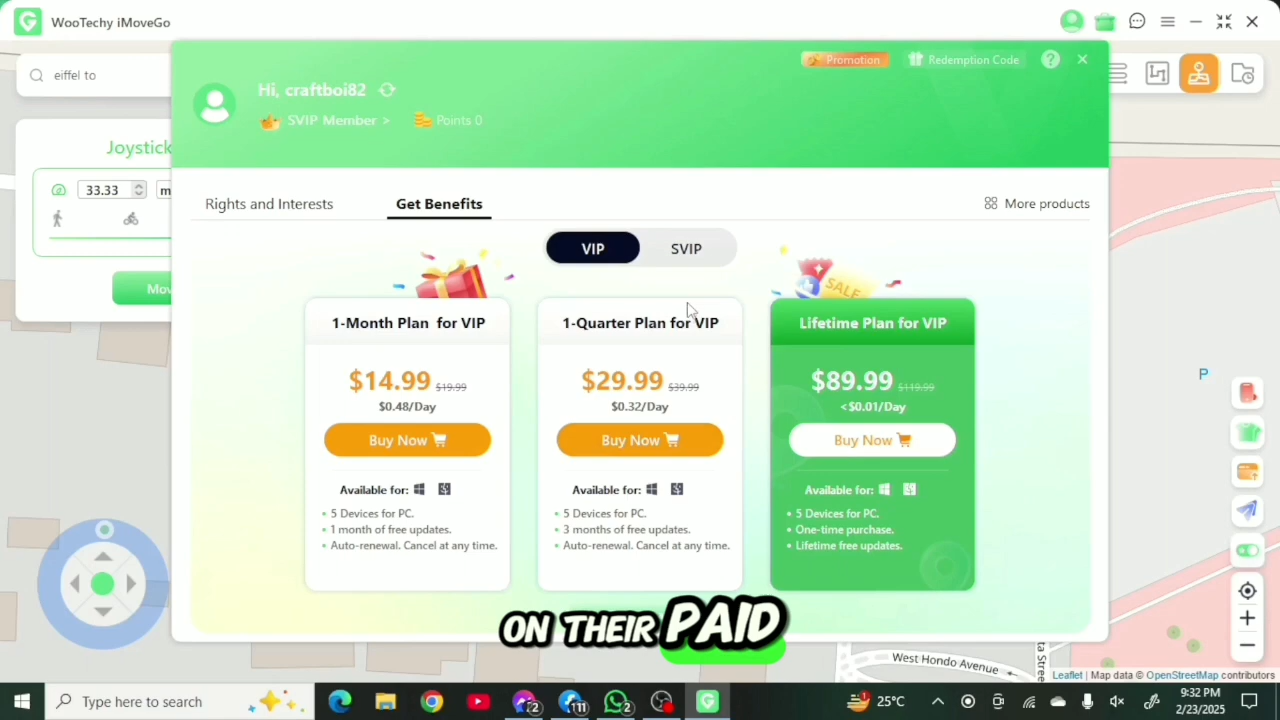 WooTechy iMoveGo
eiffel to
Promotion
Redemption Code
?
Hi, craftboi82
SVIP Member >
Points 0
Joystick
33.33
m
Mov
Rights and Interests
Get Benefits
More products
VIP
SVIP
SALE
1-Month Plan for VIP
$14.99 $19.99
$0.48/Day
Buy Now
Available for:
• 5 Devices for PC.
• 1 month of free updates.
• Auto-renewal. Cancel at any time.
1-Quarter Plan for VIP
$29.99 $39.99
$0.32/Day
Buy Now
Available for:
• 5 Devices for PC.
• 3 months of free updates.
• Auto-renewal. Cancel at any time.
Lifetime Plan for VIP
$89.99 $119.99
<$0.01/Day
Buy Now
Available for:
• 5 Devices for PC.
• One-time purchase.
• Lifetime free updates.
P
ON THEIR PAID
West Hondo Avenue
ta Stree
Leaflet | Map data © OpenStreetMap contributors
Type here to search
2
11
2
1
25°C
9:32 PM
2/23/2025